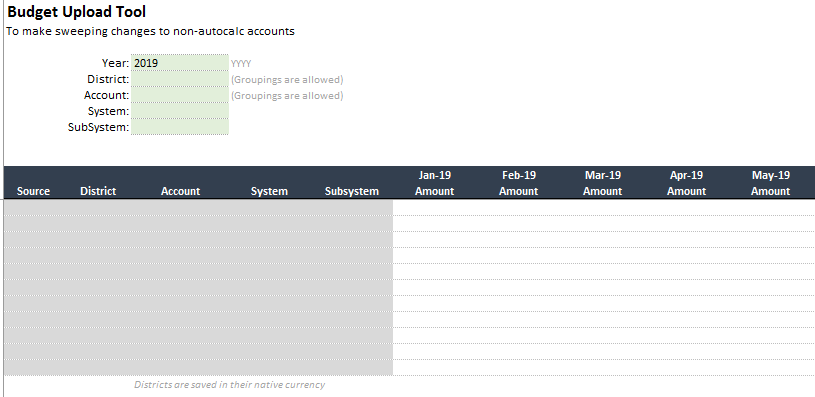 Budget Upload Tool
To make sweeping changes to non-autocalc accounts
Year: 2019 YYYY
District: (Groupings are allowed)
Account: (Groupings are allowed)
System:
SubSystem:
Jan-19 Feb-19 Mar-19 Apr-19 May-19
Source District Account System Subsystem Amount Amount Amount Amount Amount
Districts are saved in their native currency